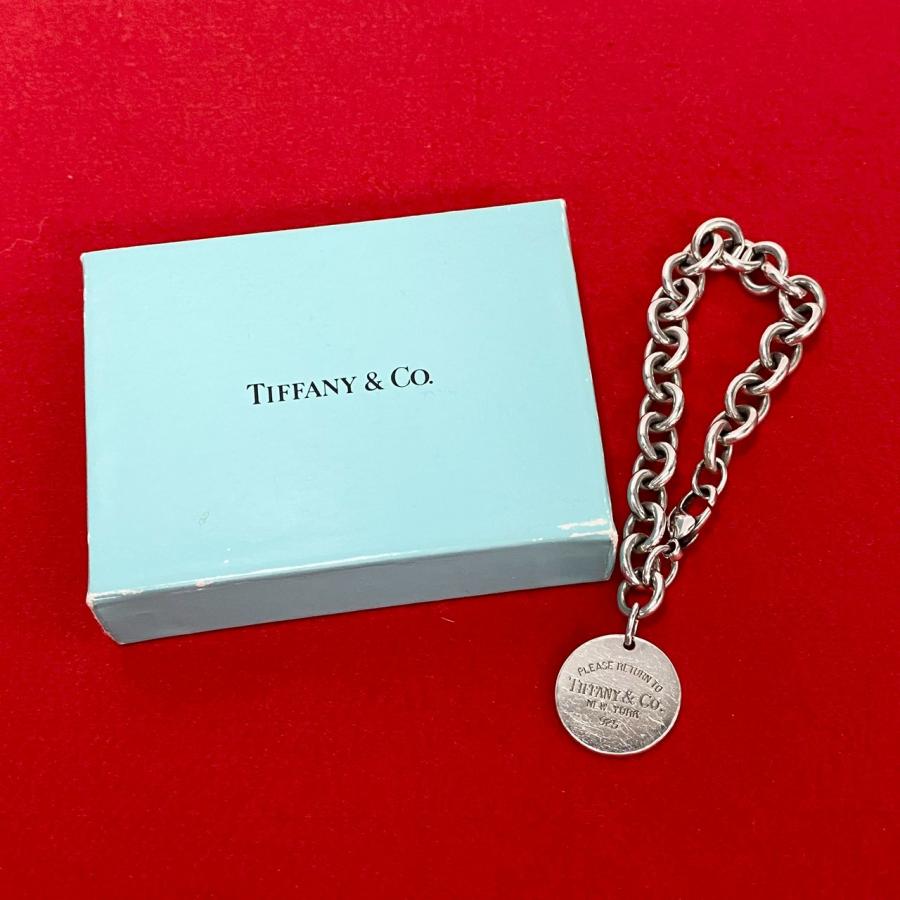 TIFFANY & CO.
PLEASE RETURN TO
TIFFANY & CO.
NEW YORK
925